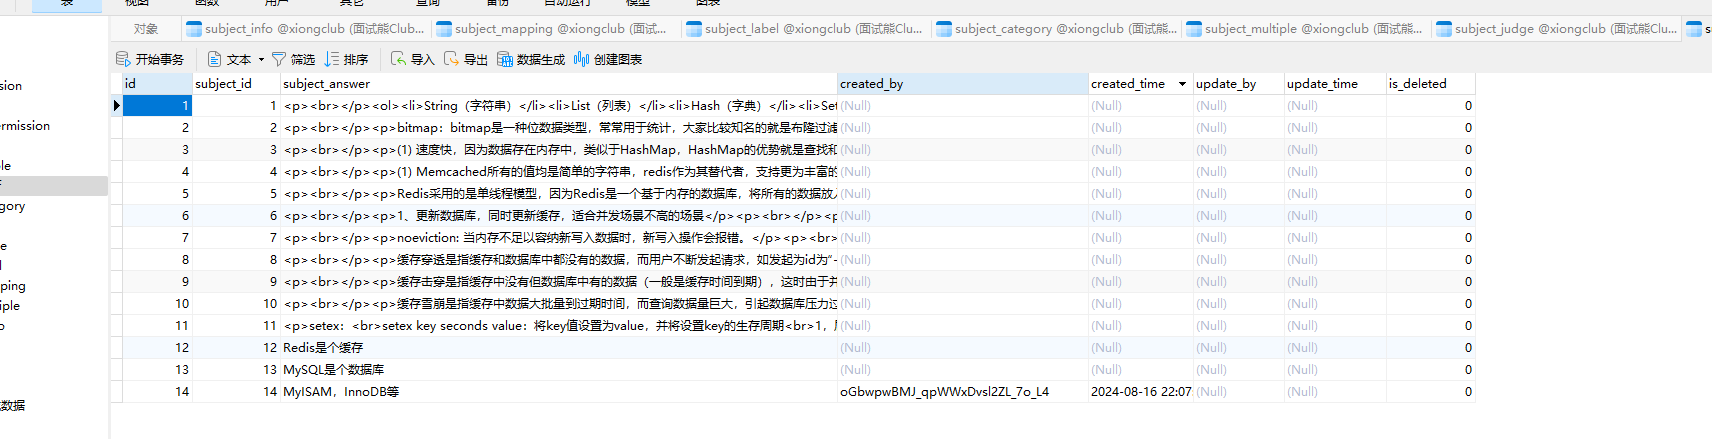 表 视图 函数 用户 其它 查询 备份 自动运行 模型 图表
对象 subject_info @xiongclub (面试熊Club... subject_mapping @xiongclub (面试... subject_label @xiongclub (面试熊Clu... subject_category @xiongclub (面试熊... subject_multiple @xiongclub (面试熊... subject_judge @xiongclub (面试熊Clu...
开始事务 文本 筛选 排序 导入 导出 数据生成 创建图表
id subject_id subject_answer created_by created_time update_by update_time is_deleted
1 1 <p><br></p><ol><li>String（字符串）</li><li>List（列表）</li><li>Hash（字典）</li><li>Set (Null) (Null) (Null) (Null) 0
2 2 <p><br></p><p>bitmap：bitmap是一种位数据类型，常常用于统计，大家比较知名的就是布隆过滤 (Null) (Null) (Null) (Null) 0
3 3 <p><br></p><p>(1) 速度快，因为数据存在内存中，类似于HashMap，HashMap的优势就是查找和 (Null) (Null) (Null) (Null) 0
4 4 <p><br></p><p>(1) Memcached所有的值均是简单的字符串，redis作为其替代者，支持更为丰富的 (Null) (Null) (Null) (Null) 0
5 5 <p><br></p><p>Redis采用的是单线程模型，因为Redis是一个基于内存的数据库，将所有的数据放入 (Null) (Null) (Null) (Null) 0
6 6 <p><br></p><p>1、更新数据库，同时更新缓存，适合并发场景不高的场景</p><p><br></p><p (Null) (Null) (Null) (Null) 0
7 7 <p><br></p><p>noeviction: 当内存不足以容纳新写入数据时，新写入操作会报错。</p><p><br> (Null) (Null) (Null) (Null) 0
8 8 <p><br></p><p>缓存穿透是指缓存和数据库中都没有的数据，而用户不断发起请求，如发起为id为“- (Null) (Null) (Null) (Null) 0
9 9 <p><br></p><p>缓存击穿是指缓存中没有但数据库中有的数据（一般是缓存时间到期），这时由于并 (Null) (Null) (Null) (Null) 0
10 10 <p><br></p><p>缓存雪崩是指缓存中数据大批量到过期时间，而查询数据量巨大，引起数据库压力过 (Null) (Null) (Null) (Null) 0
11 11 <p>setex：<br>setex key seconds value：将key值设置为value，并将设置key的生存周期<br>1， (Null) (Null) (Null) (Null) 0
12 12 Redis是个缓存 (Null) (Null) (Null) (Null) 0
13 13 MySQL是个数据库 (Null) (Null) (Null) (Null) 0
14 14 MyISAM，InnoDB等 oGbwpwBMJ_qpWWxDvsl2ZL_7o_L4 2024-08-16 22:07 (Null) (Null) 0
sion
ermission
le
gory
e
ping
iple
o
数据